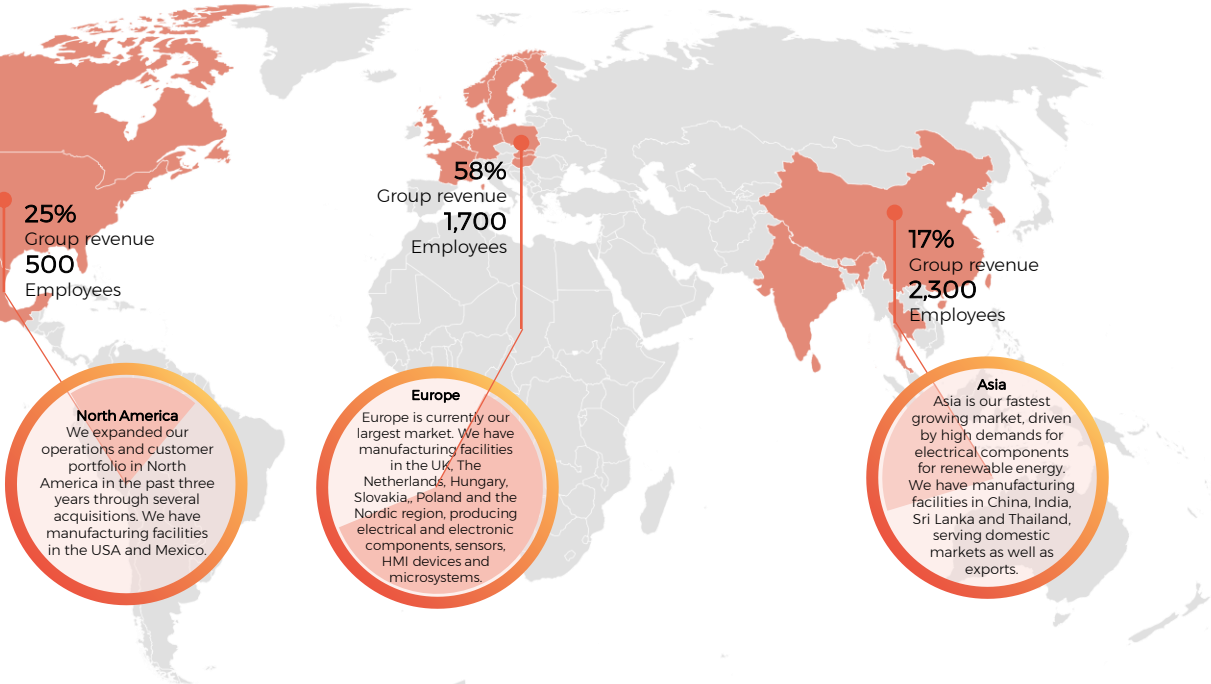 25%
Group revenue
500
Employees
58%
Group revenue
1,700
Employees
17%
Group revenue
2,300
Employees
North America
We expanded our
operations and customer
portfolio in North
America in the past three
years through several
acquisitions. We have
manufacturing facilities
in the USA and Mexico.
Europe
Europe is currently our
largest market. We have
manufacturing facilities
in the UK, The
Netherlands, Hungary,
Slovakia,, Poland and the
Nordic region, producing
electrical and electronic
components, sensors,
HMI devices and
microsystems.
Asia
Asia is our fastest
growing market, driven
by high demands for
electrical components
for renewable energy.
We have manufacturing
facilities in China, India,
Sri Lanka and Thailand,
serving domestic
markets as well as
exports.